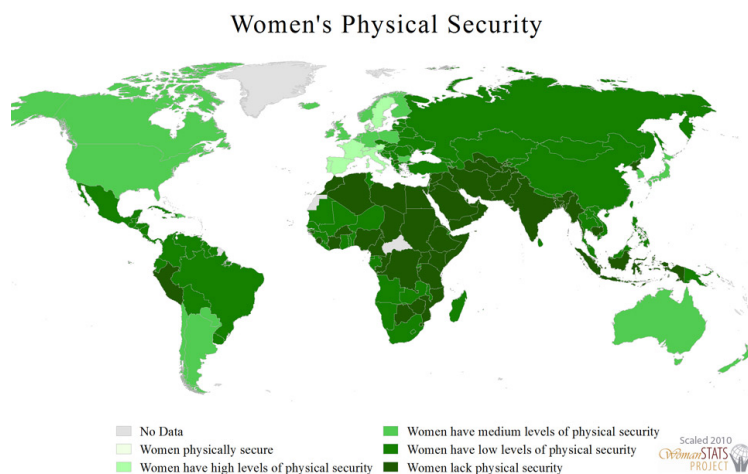 Women's Physical Security
No Data
Women physically secure
Women have high levels of physical security
Women have medium levels of physical security
Women have low levels of physical security
Women lack physical security
Scaled 2010
WomanSTATS
PROJECT